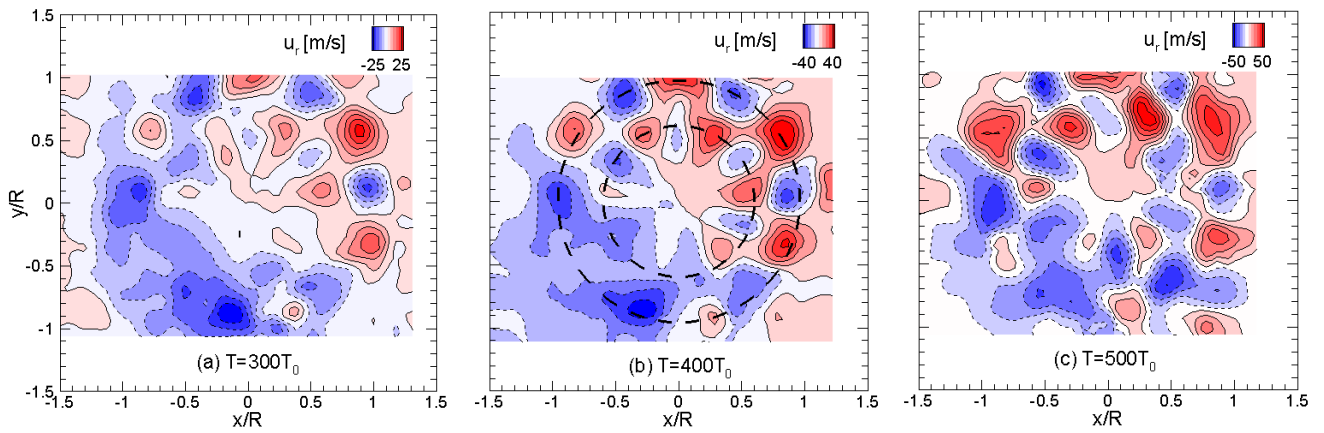 u_r [m/s]
-25 25
1.5
1
0.5
0
-0.5
-1
-1.5
y/R
-1.5 -1 -0.5 0 0.5 1 1.5
x/R
(a) T=300T_0
u_r [m/s]
-40 40
-1.5 -1 -0.5 0 0.5 1 1.5
x/R
(b) T=400T_0
u_r [m/s]
-50 50
-1.5 -1 -0.5 0 0.5 1 1.5
x/R
(c) T=500T_0